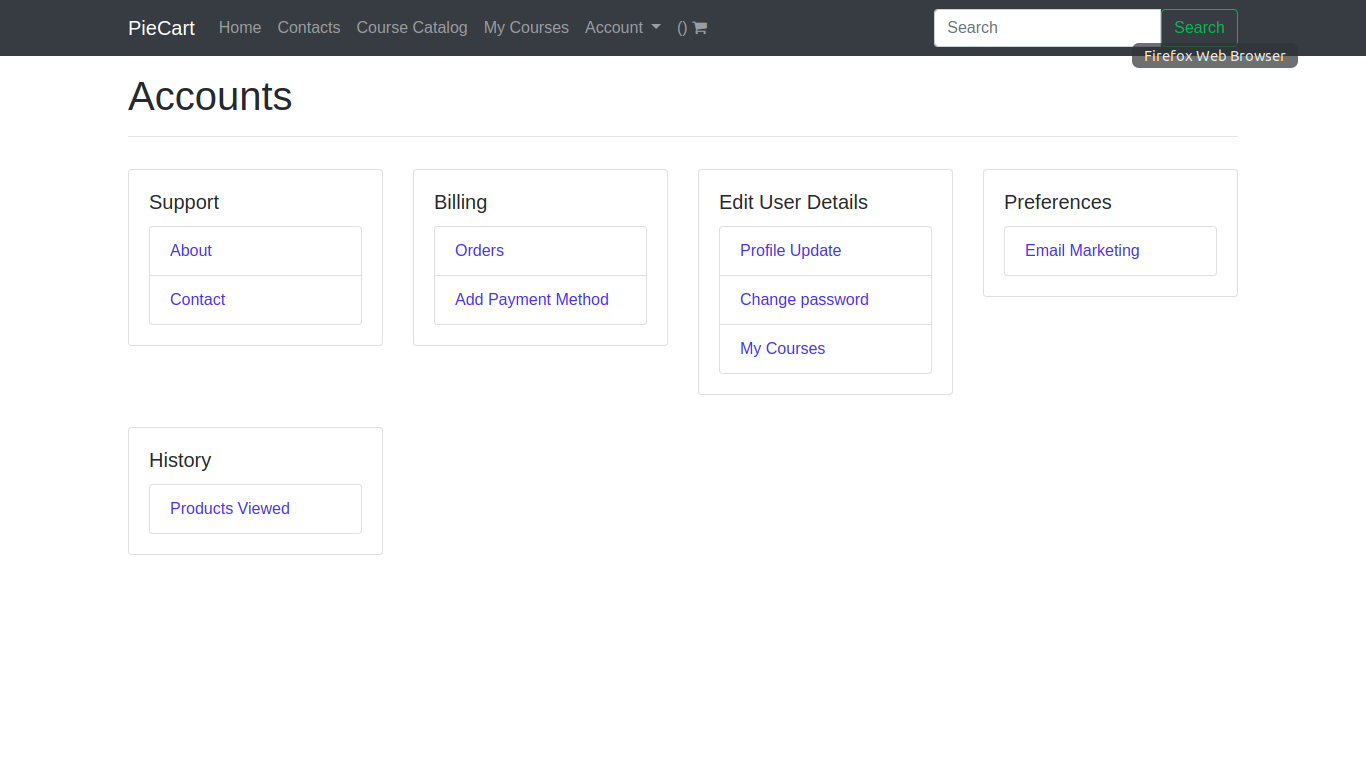 PieCart Home Contacts Course Catalog My Courses Account () Search Search
Firefox Web Browser
Accounts
Support
About
Contact
Billing
Orders
Add Payment Method
Edit User Details
Profile Update
Change password
My Courses
Preferences
Email Marketing
History
Products Viewed